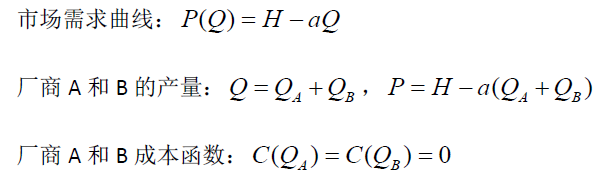 市场需求曲线：P(Q) = H − aQ
厂商 A 和 B 的产量：Q = Q_A + Q_B，P = H − a(Q_A + Q_B)
厂商 A 和 B 成本函数：C(Q_A) = C(Q_B) = 0